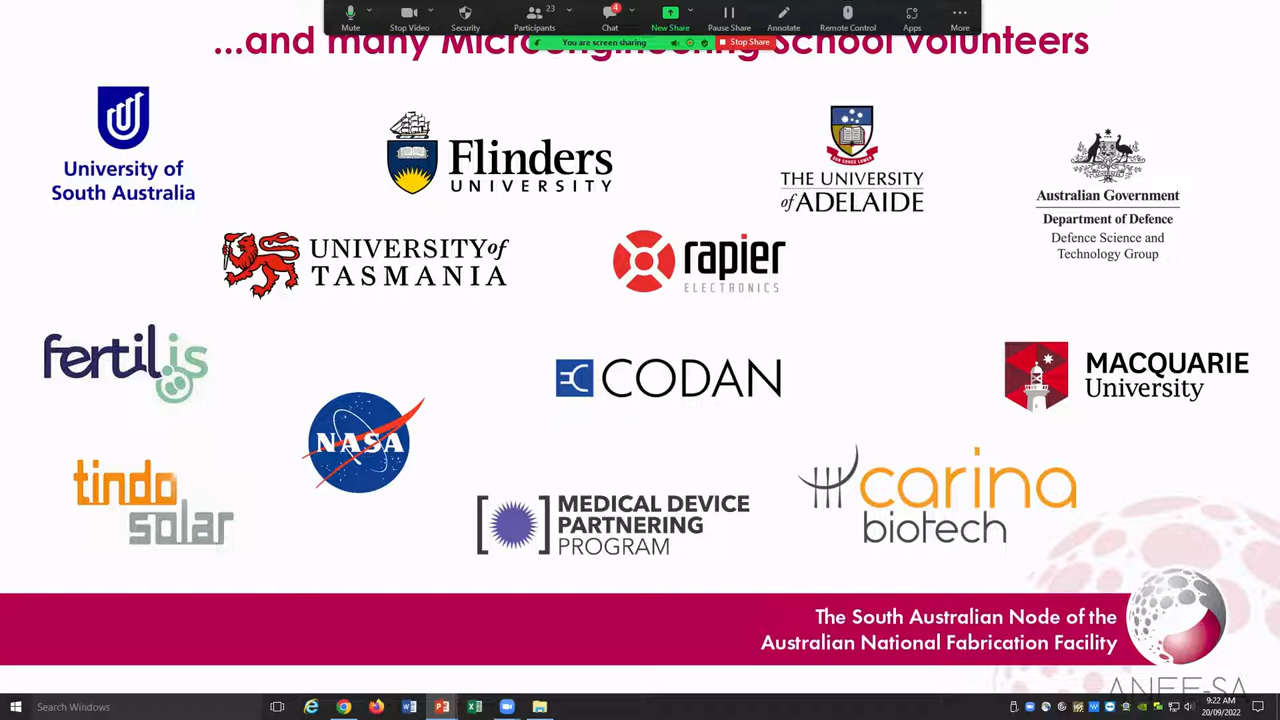 Mute
Stop Video
Security
23
Participants
4
Chat
New Share
Pause Share
Annotate
Remote Control
Apps
More
You are screen sharing
Stop Share
...and many Microengineering School Volunteers
University of
South Australia
Flinders
UNIVERSITY
THE UNIVERSITY
of ADELAIDE
Australian Government
Department of Defence
Defence Science and
Technology Group
UNIVERSITY of
TASMANIA
rapier
ELECTRONICS
fertilis
NASA
CODAN
MACQUARIE
University
tindo
solar
MEDICAL DEVICE
PARTNERING
PROGRAM
carina
biotech
The South Australian Node of the
Australian National Fabrication Facility
ANFF-SA
Search Windows
9:22 AM
20/09/2022